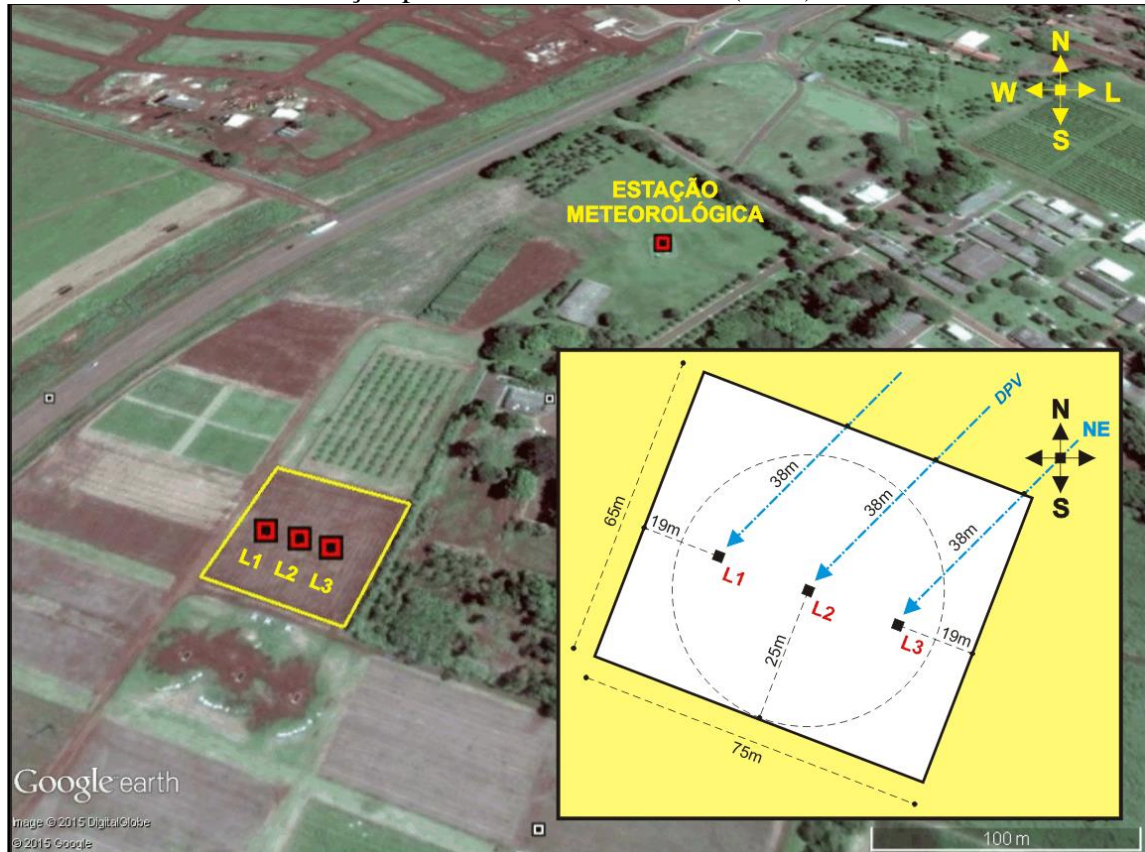 N
W L
S
ESTAÇÃO
METEOROLÓGICA
L1 L2 L3
DPV
N
NE
S
38m
38m
38m
65m
19m
L1
L2
L3
19m
25m
75m
Google earth
Image © 2015 DigitalGlobe
© 2015 Google
100 m